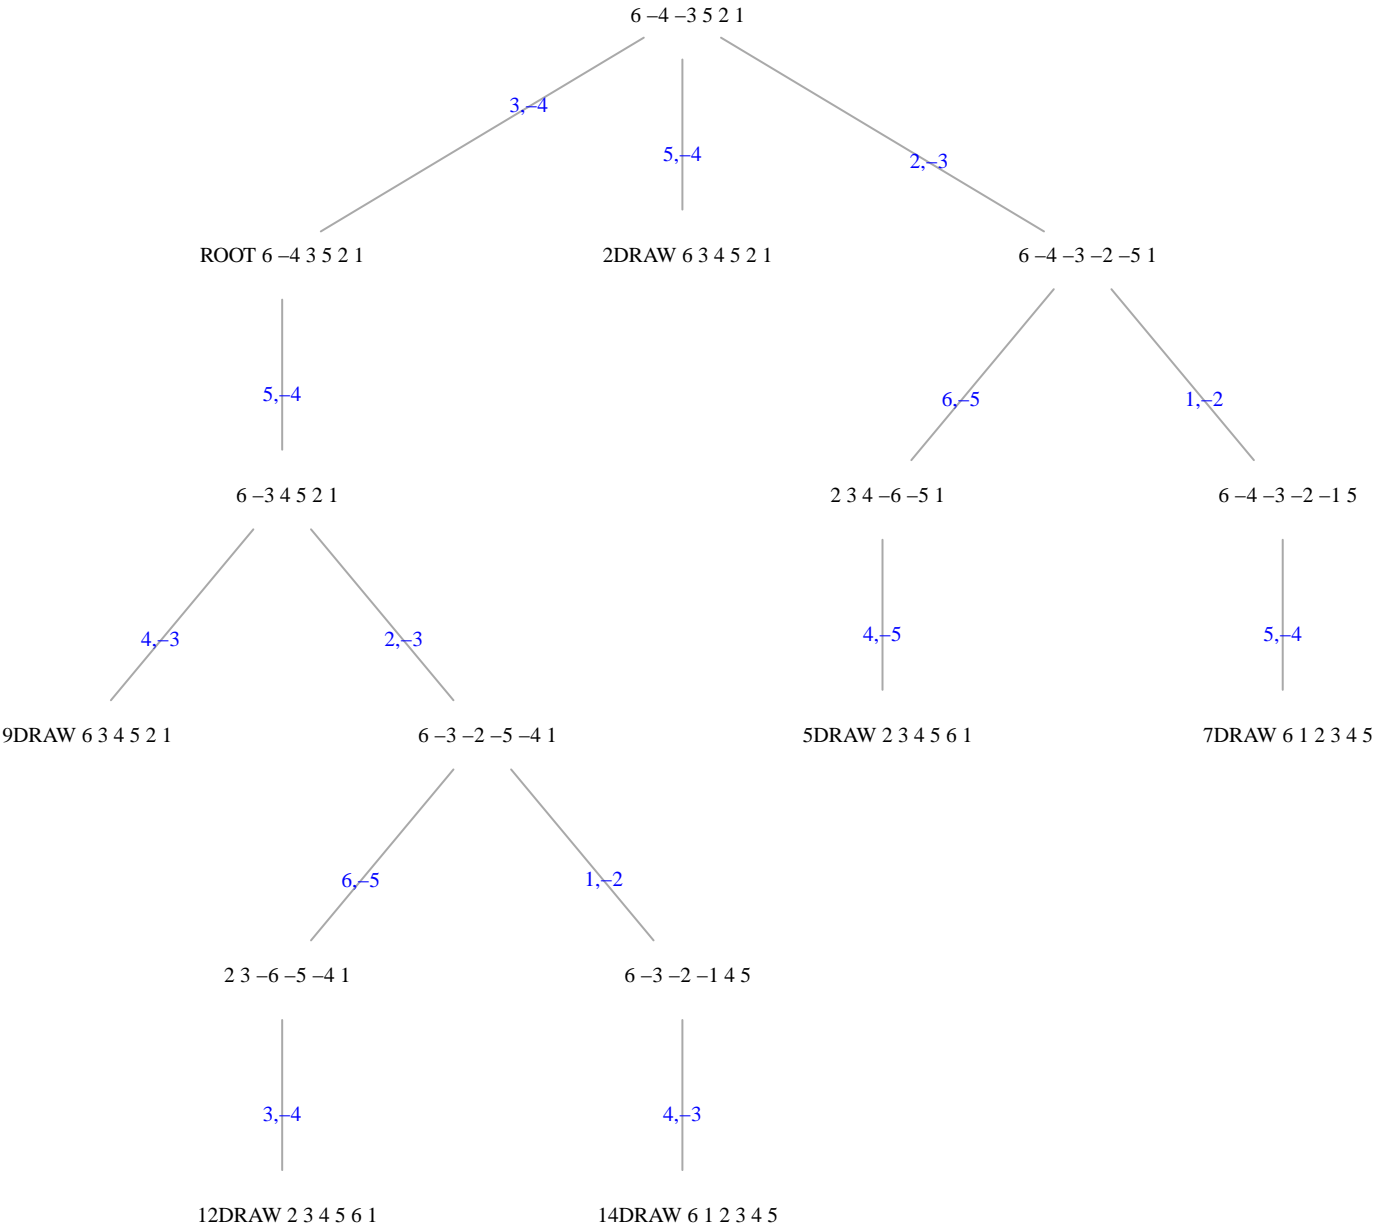 6 –4 –3 5 2 1
3,–4
5,–4
2,–3
ROOT 6 –4 3 5 2 1
2DRAW 6 3 4 5 2 1
6 –4 –3 –2 –5 1
5,–4
6,–5
1,–2
6 –3 4 5 2 1
2 3 4 –6 –5 1
6 –4 –3 –2 –1 5
4,–3
2,–3
4,–5
5,–4
9DRAW 6 3 4 5 2 1
6 –3 –2 –5 –4 1
5DRAW 2 3 4 5 6 1
7DRAW 6 1 2 3 4 5
6,–5
1,–2
2 3 –6 –5 –4 1
6 –3 –2 –1 4 5
3,–4
4,–3
12DRAW 2 3 4 5 6 1
14DRAW 6 1 2 3 4 5